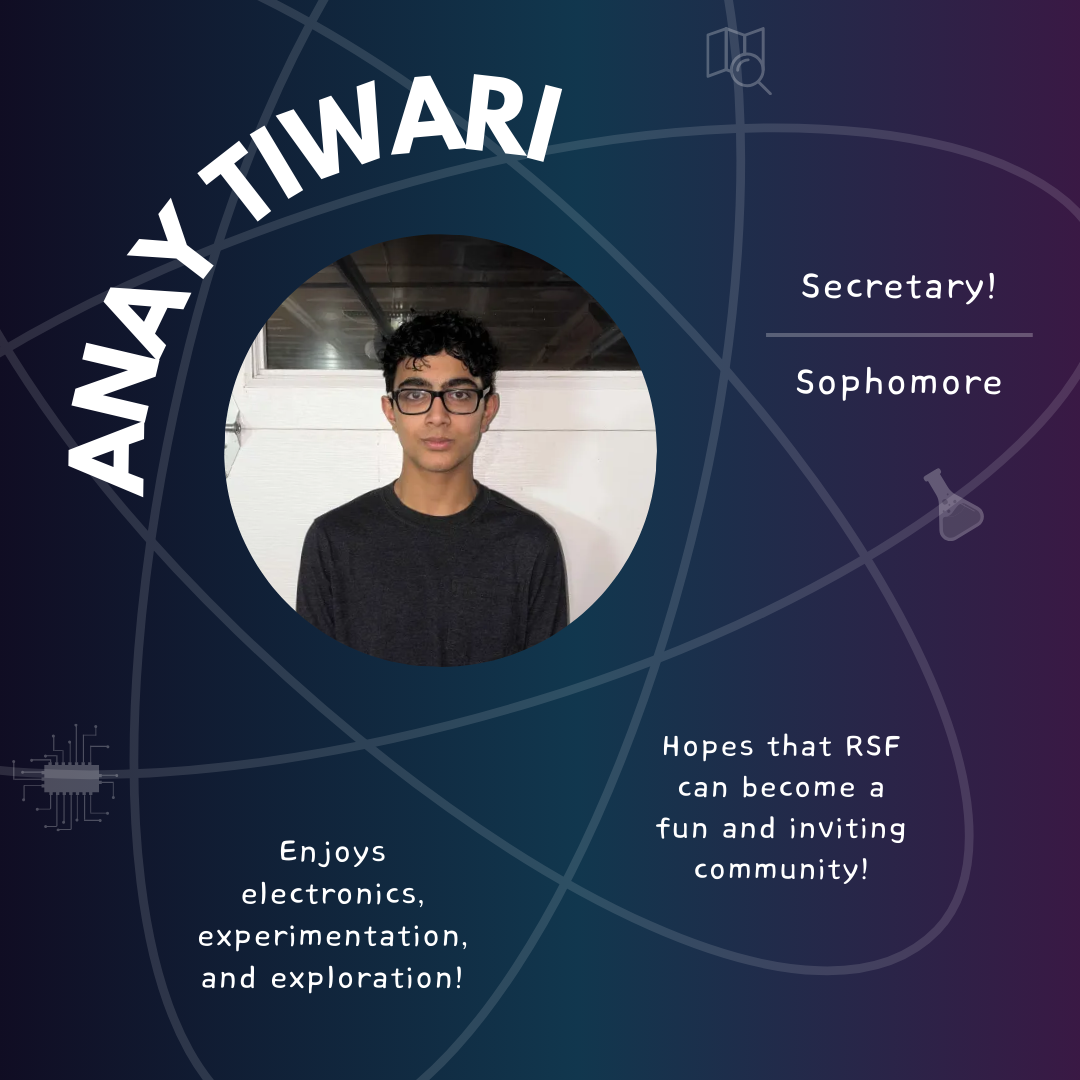 ANAY TIWARI
Secretary!
Sophomore
Hopes that RSF
can become a
fun and inviting
community!
Enjoys
electronics,
experimentation,
and exploration!